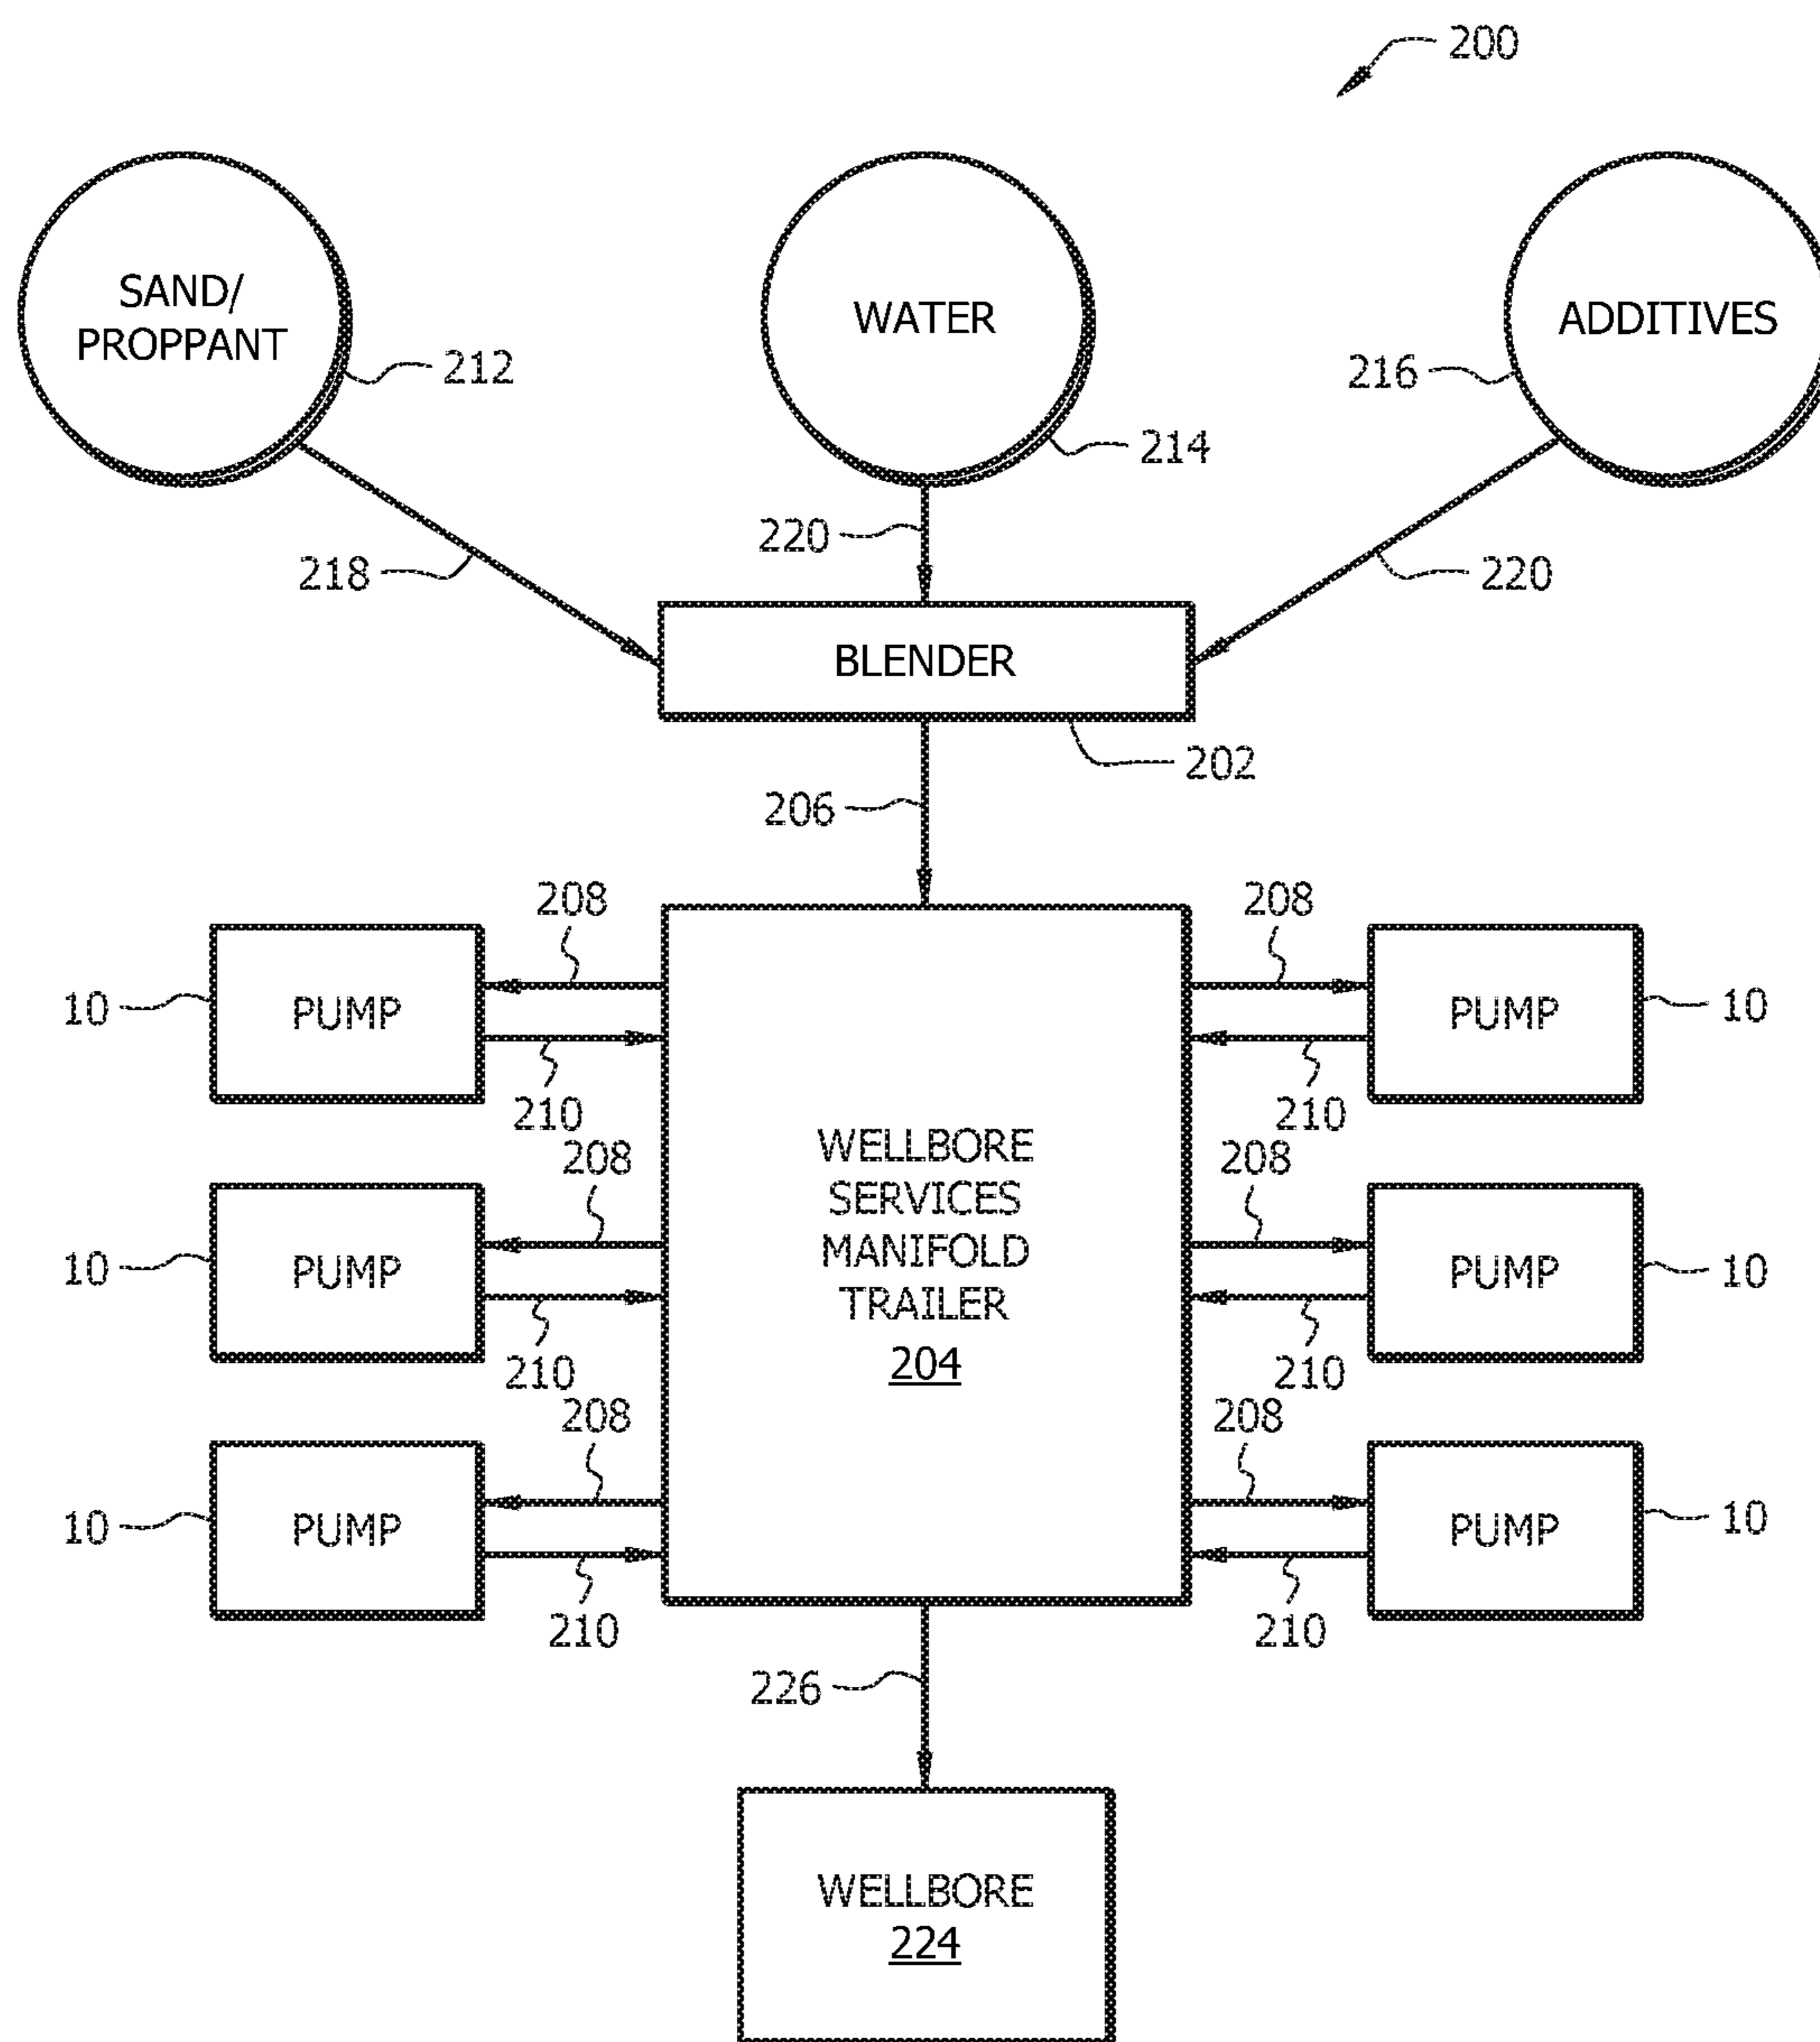 200
SAND/
PROPPANT
212
WATER
214
ADDITIVES
216
218
220
220
BLENDER
202
206
208
208
10
PUMP
PUMP
10
210
210
208
208
WELLBORE
SERVICES
MANIFOLD
TRAILER
204
10
PUMP
PUMP
10
210
210
208
208
10
PUMP
PUMP
10
210
210
226
WELLBORE
224